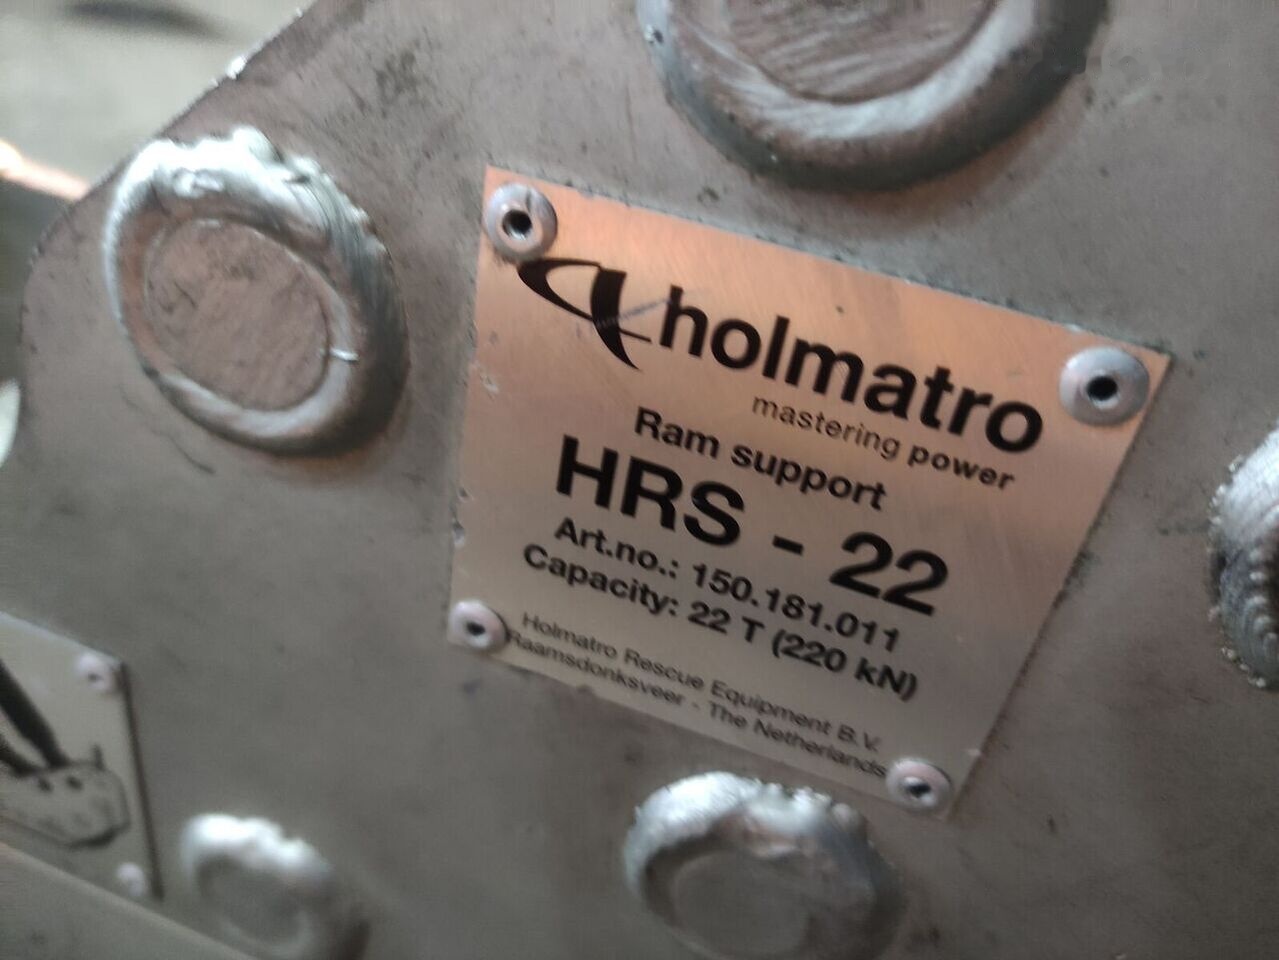 holmatro
mastering power
Ram support
HRS - 22
Art.no.: 150.181.011
Capacity: 22 T (220 kN)
Holmatro Rescue Equipment B.V.
Raamsdonksveer - The Netherlands